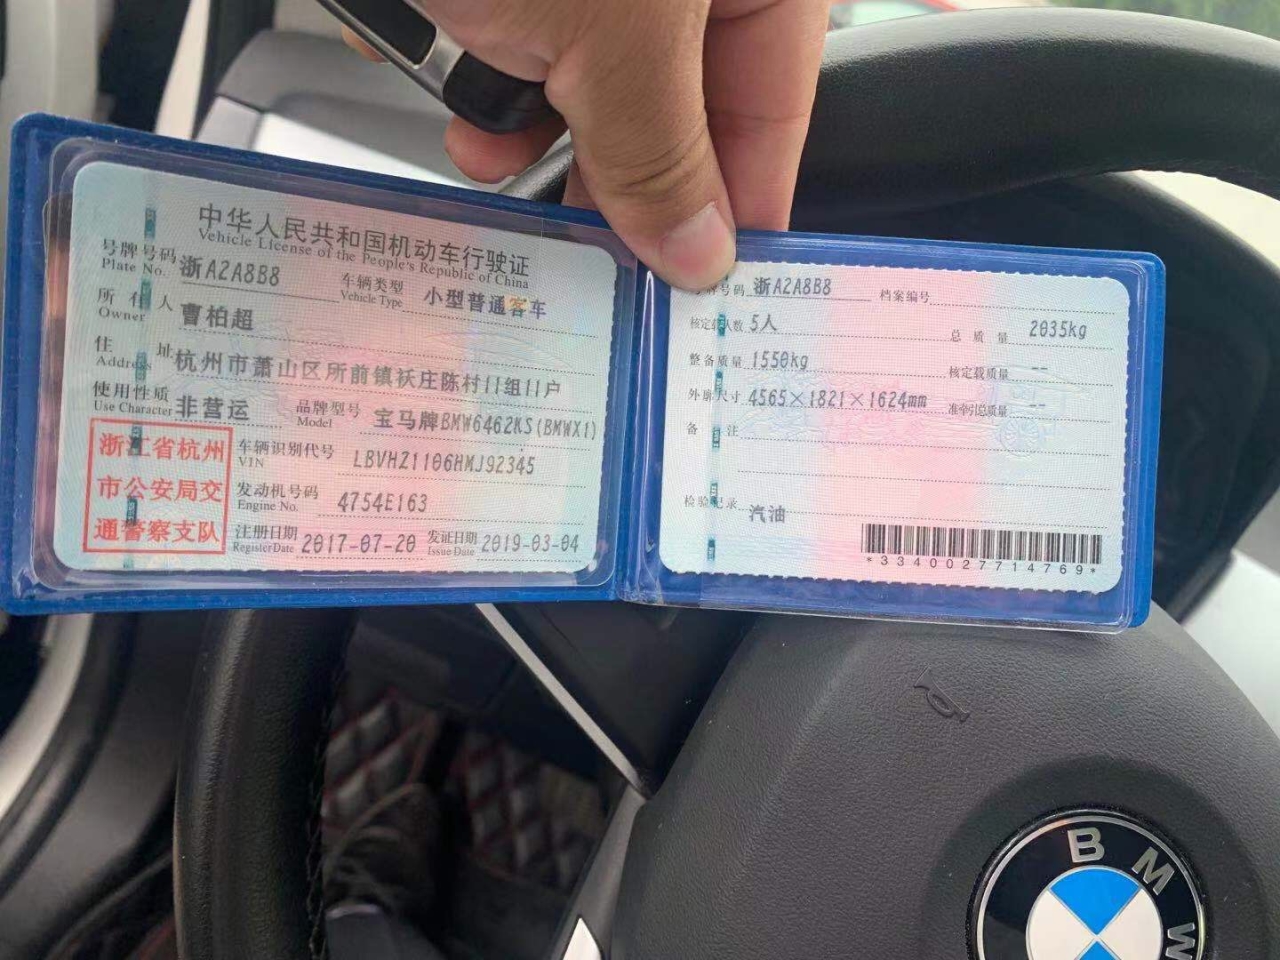 中华人民共和国机动车行驶证
Vehicle License of the People's Republic of China
号牌号码 浙A2A8B8 车辆类型 小型普通客车
Plate No. Vehicle Type
所有人 曹柏超
Owner
住址 杭州市萧山区所前镇袄庄陈村11组11户
Address
使用性质 非营运 品牌型号 宝马牌BMW6462KS(BMWX1)
Use Character Model
浙江省杭州
市公安局交
通警察支队
车辆识别代号 LBVHZ1106HMJ92345
VIN
发动机号码 4754E163
Engine No.
注册日期 2017-07-20 发证日期 2019-03-04
Register Date Issue Date
号码 浙A2A8B8 档案编号
核定载人数 5人 总质量 2035kg
整备质量 1550kg 核定载质量 --
外廓尺寸 4565×1821×1624mm 准牵引总质量 --
备注
检验记录 汽油
*3340027714769*
BMW